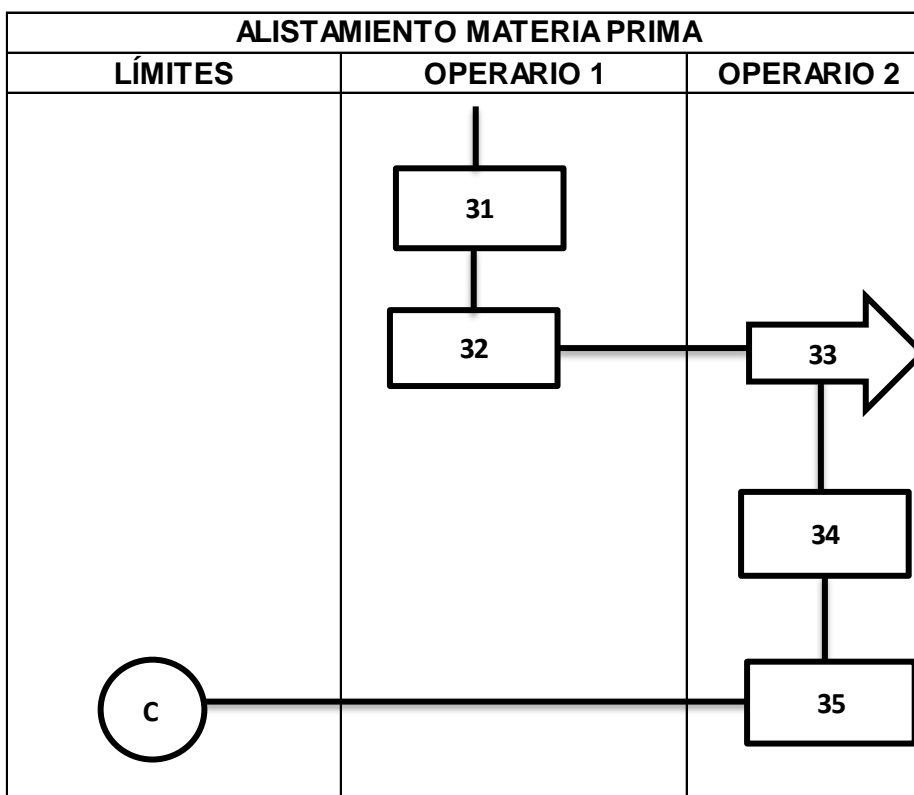 ALISTAMIENTO MATERIA PRIMA
LÍMITES OPERARIO 1 OPERARIO 2
31
32 33
34
C 35